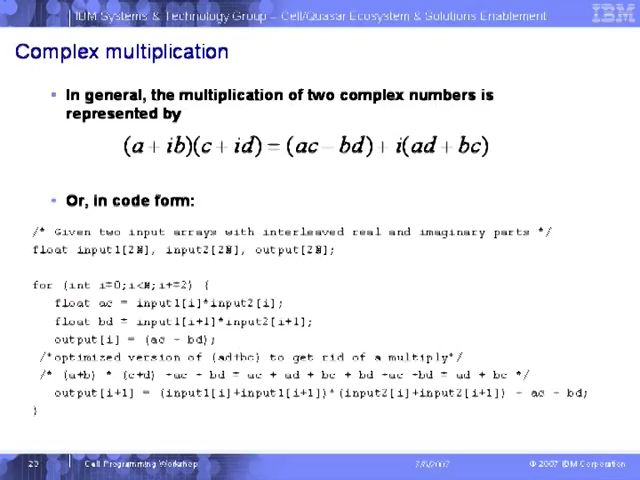 IBM Systems & Technology Group – Cell/Quasar Ecosystem & Solutions Enablement
IBM
Complex multiplication
In general, the multiplication of two complex numbers is
represented by
(a + ib)(c + id) = (ac − bd) + i(ad + bc)
Or, in code form:
/* Given two input arrays with interleaved real and imaginary parts */
float input1[2N], input2[2N], output[2N];
for (int i=0;i<N;i+=2) {
float ac = input1[i]*input2[i];
float bd = input1[i+1]*input2[i+1];
output[i] = (ac - bd);
/*optimized version of (ad+bc) to get rid of a multiply*/
/* (a+b) * (c+d) -ac - bd = ac + ad + bc + bd -ac -bd = ad + bc */
output[i+1] = (input1[i]+input1[i+1])*(input2[i]+input2[i+1]) - ac - bd;
}
Cell Programming Workshop
© 2007 IBM Corporation